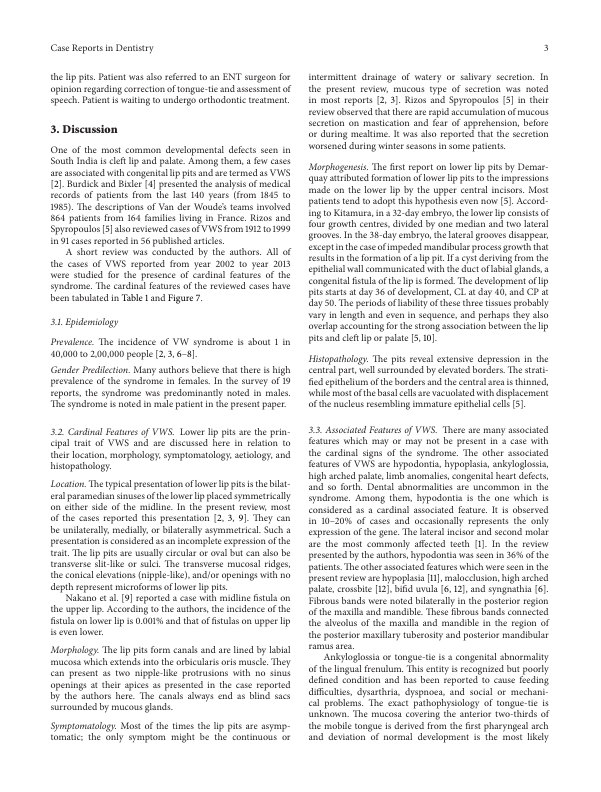 Case Reports in Dentistry
3
the lip pits. Patient was also referred to an ENT surgeon for
opinion regarding correction of tongue-tie and assessment of
speech. Patient is waiting to undergo orthodontic treatment.
3. Discussion
One of the most common developmental defects seen in
South India is cleft lip and palate. Among them, a few cases
are associated with congenital lip pits and are termed as VWS
[2]. Burdick and Bixler [4] presented the analysis of medical
records of patients from the last 140 years (from 1845 to
1985). The descriptions of Van der Woude's teams involved
864 patients from 164 families living in France. Rizos and
Spyropoulos [5] also reviewed cases of VWS from 1912 to 1999
in 91 cases reported in 56 published articles.
A short review was conducted by the authors. All of
the cases of VWS reported from year 2002 to year 2013
were studied for the presence of cardinal features of the
syndrome. The cardinal features of the reviewed cases have
been tabulated in Table 1 and Figure 7.
3.1. Epidemiology
Prevalence. The incidence of VW syndrome is about 1 in
40,000 to 2,00,000 people [2, 3, 6–8].
Gender Predilection. Many authors believe that there is high
prevalence of the syndrome in females. In the survey of 19
reports, the syndrome was predominantly noted in males.
The syndrome is noted in male patient in the present paper.
3.2. Cardinal Features of VWS. Lower lip pits are the prin-
cipal trait of VWS and are discussed here in relation to
their location, morphology, symptomatology, aetiology, and
histopathology.
Location. The typical presentation of lower lip pits is the bilat-
eral paramedian sinuses of the lower lip placed symmetrically
on either side of the midline. In the present review, most
of the cases reported this presentation [2, 3, 9]. They can
be unilaterally, medially, or bilaterally asymmetrical. Such a
presentation is considered as an incomplete expression of the
trait. The lip pits are usually circular or oval but can also be
transverse slit-like or sulci. The transverse mucosal ridges,
the conical elevations (nipple-like), and/or openings with no
depth represent microforms of lower lip pits.
Nakano et al. [9] reported a case with midline fistula on
the upper lip. According to the authors, the incidence of the
fistula on lower lip is 0.001% and that of fistulas on upper lip
is even lower.
Morphology. The lip pits form canals and are lined by labial
mucosa which extends into the orbicularis oris muscle. They
can present as two nipple-like protrusions with no sinus
openings at their apices as presented in the case reported
by the authors here. The canals always end as blind sacs
surrounded by mucous glands.
Symptomatology. Most of the times the lip pits are asymp-
tomatic; the only symptom might be the continuous or
intermittent drainage of watery or salivary secretion. In
the present review, mucous type of secretion was noted
in most reports [2, 3]. Rizos and Spyropoulos [5] in their
review observed that there are rapid accumulation of mucous
secretion on mastication and fear of apprehension, before
or during mealtime. It was also reported that the secretion
worsened during winter seasons in some patients.
Morphogenesis. The first report on lower lip pits by Demar-
quay attributed formation of lower lip pits to the impressions
made on the lower lip by the upper central incisors. Most
patients tend to adopt this hypothesis even now [5]. Accord-
ing to Kitamura, in a 32-day embryo, the lower lip consists of
four growth centres, divided by one median and two lateral
grooves. In the 38-day embryo, the lateral grooves disappear,
except in the case of impeded mandibular process growth that
results in the formation of a lip pit. If a cyst deriving from the
epithelial wall communicated with the duct of labial glands, a
congenital fistula of the lip is formed. The development of lip
pits starts at day 36 of development, CL at day 40, and CP at
day 50. The periods of liability of these three tissues probably
vary in length and even in sequence, and perhaps they also
overlap accounting for the strong association between the lip
pits and cleft lip or palate [5, 10].
Histopathology. The pits reveal extensive depression in the
central part, well surrounded by elevated borders. The strati-
fied epithelium of the borders and the central area is thinned,
while most of the basal cells are vacuolated with displacement
of the nucleus resembling immature epithelial cells [5].
3.3. Associated Features of VWS. There are many associated
features which may or may not be present in a case with
the cardinal signs of the syndrome. The other associated
features of VWS are hypodontia, hypoplasia, ankyloglossia,
high arched palate, limb anomalies, congenital heart defects,
and so forth. Dental abnormalities are uncommon in the
syndrome. Among them, hypodontia is the one which is
considered as a cardinal associated feature. It is observed
in 10–20% of cases and occasionally represents the only
expression of the gene. The lateral incisor and second molar
are the most commonly affected teeth [1]. In the review
presented by the authors, hypodontia was seen in 36% of the
patients. The other associated features which were seen in the
present review are hypoplasia [11], malocclusion, high arched
palate, crossbite [12], bifid uvula [6, 12], and syngnathia [6].
Fibrous bands were noted bilaterally in the posterior region
of the maxilla and mandible. These fibrous bands connected
the alveolus of the maxilla and mandible in the region of
the posterior maxillary tuberosity and posterior mandibular
ramus area.
Ankyloglossia or tongue-tie is a congenital abnormality
of the lingual frenulum. This entity is recognized but poorly
defined condition and has been reported to cause feeding
difficulties, dysarthria, dyspnoea, and social or mechani-
cal problems. The exact pathophysiology of tongue-tie is
unknown. The mucosa covering the anterior two-thirds of
the mobile tongue is derived from the first pharyngeal arch
and deviation of normal development is the most likely